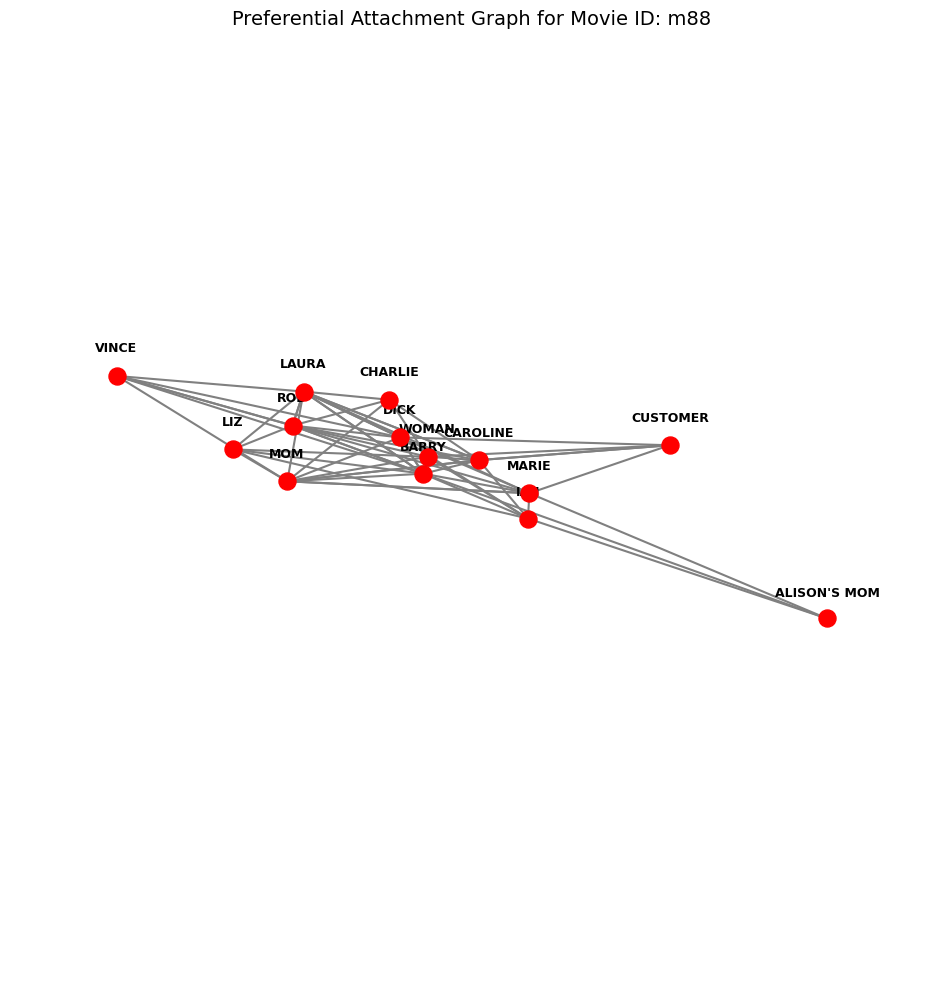 Preferential Attachment Graph for Movie ID: m88
VINCE
LAURA
CHARLIE
ROB
DICK
CUSTOMER
LIZ
WOMAN
CAROLINE
BARRY
MOM
MARIE
ALISON'S MOM